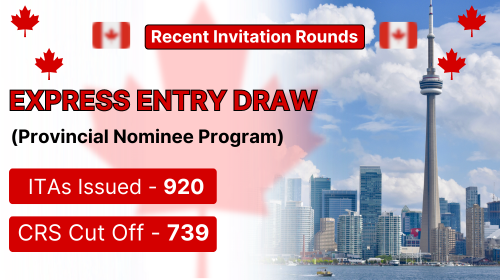 Recent Invitation Rounds
EXPRESS ENTRY DRAW
(Provincial Nominee Program)
ITAs Issued - 920
CRS Cut Off - 739